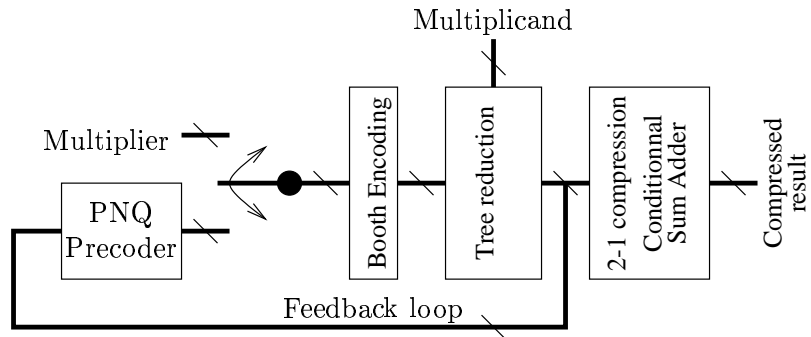 Multiplicand
Multiplier
PNQ
Precoder
Booth Encoding
Tree reduction
2-1 compression
Conditionnal
Sum Adder
Compressed
result
Feedback loop